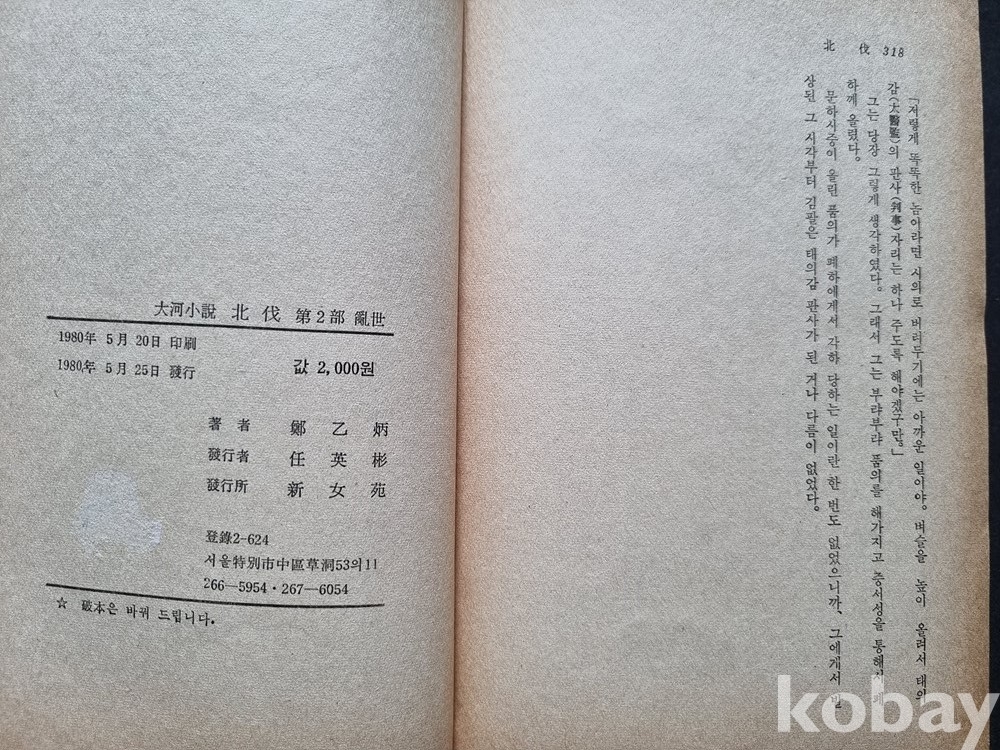 北 伐 318
「저렇게 똑똑한 놈이라면 시의로 버려두기에는 아까운 일이야. 벼슬을 높이 올려서 태의
감(太醫監)의 판사(判事)자리는 하나 주도록 해야겠구만.」
그는 당장 그렇게 생각하였다. 그래서 그는 부랴부랴 품의를 해가지고 중서성을 통해서 폐
하께 올렸다.
문하시중이 올린 품의가 폐하에게서 각하 당하는 일이란 한 번도 없었으니까, 그에게서 발
상된 그 시각부터 김팔은 태의감 판사가 된 거나 다름이 없었다.
大河小說 北 伐 第2部 亂世
1980年 5月 20日 印刷
1980年 5月 25日 發行
값 2,000원
著 者 鄭 乙 炳
發行者 任 英 彬
發行所 新 女 苑
登錄2-624
서울特別市中區草洞53의11
266—5954・267—6054
☆ 破本은 바꿔 드립니다.
kobay